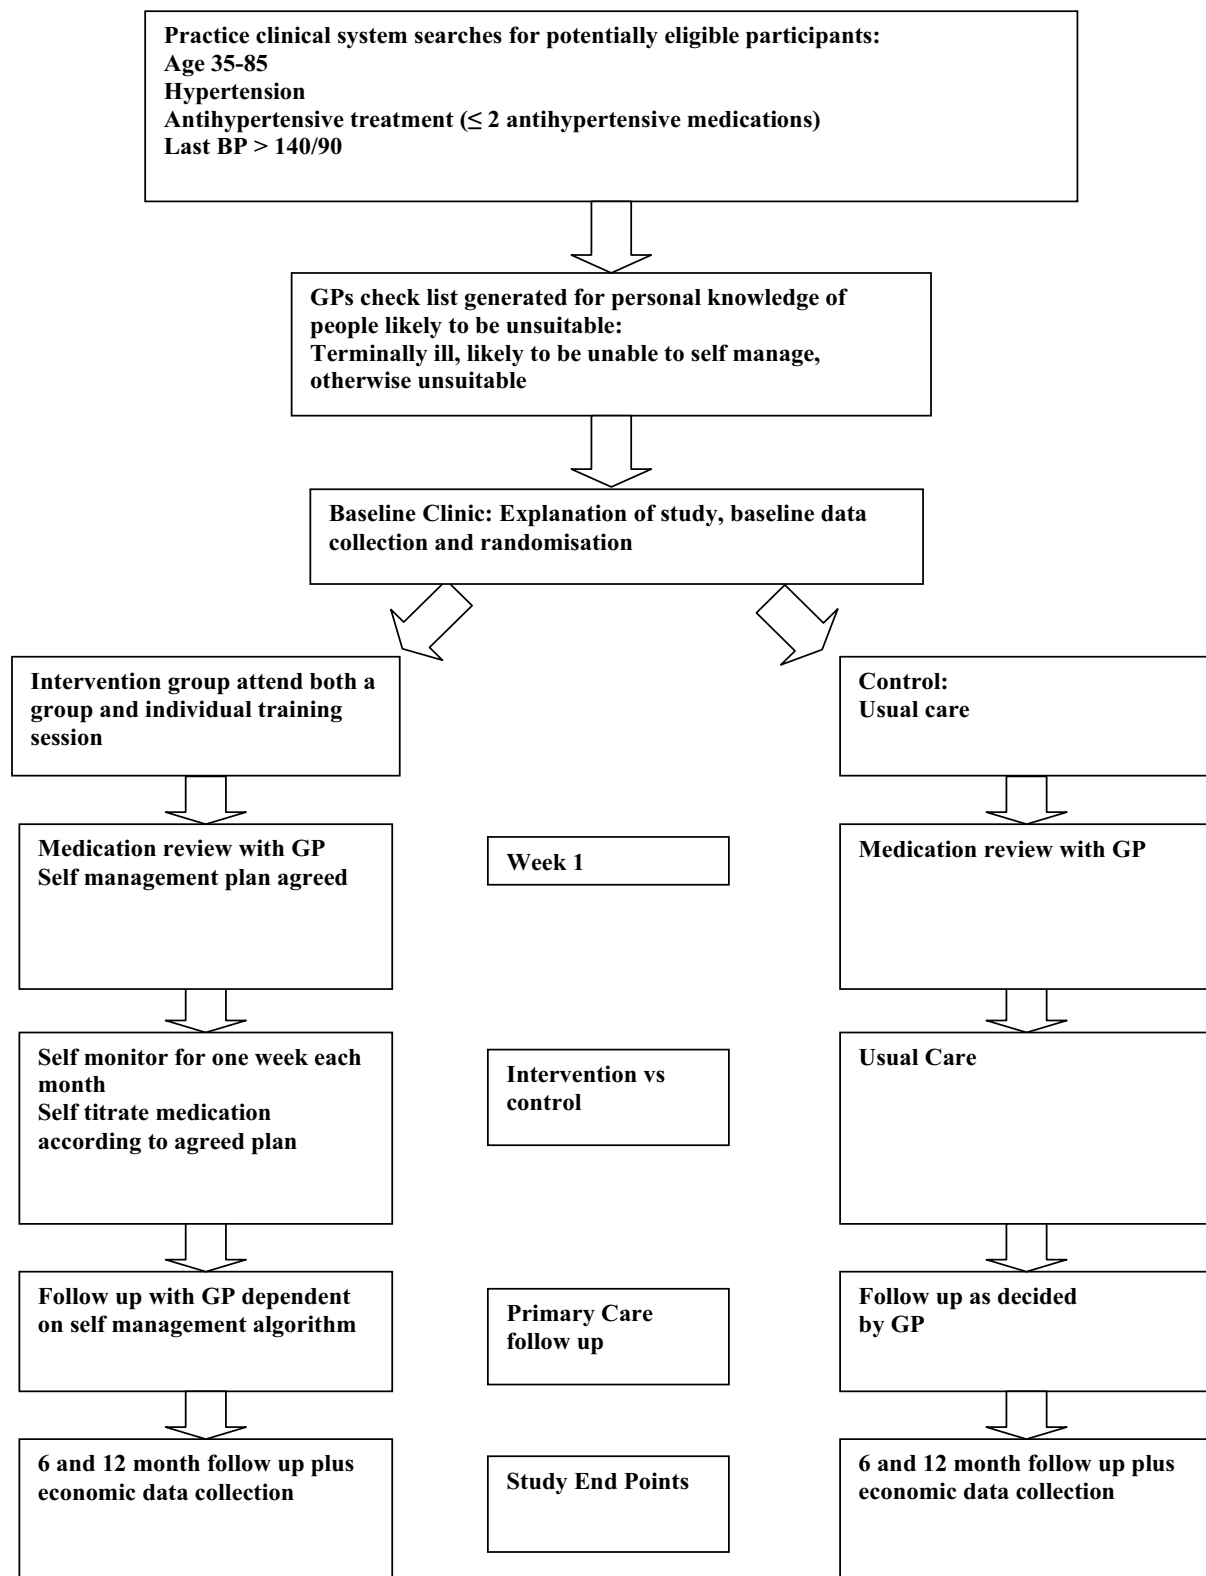 Practice clinical system searches for potentially eligible participants:
Age 35-85
Hypertension
Antihypertensive treatment (≤ 2 antihypertensive medications)
Last BP > 140/90
GPs check list generated for personal knowledge of
people likely to be unsuitable:
Terminally ill, likely to be unable to self manage,
otherwise unsuitable
Baseline Clinic: Explanation of study, baseline data
collection and randomisation
Intervention group attend both a
group and individual training
session
Control:
Usual care
Medication review with GP
Self management plan agreed
Week 1
Medication review with GP
Self monitor for one week each
month
Self titrate medication
according to agreed plan
Intervention vs
control
Usual Care
Follow up with GP dependent
on self management algorithm
Primary Care
follow up
Follow up as decided
by GP
6 and 12 month follow up plus
economic data collection
Study End Points
6 and 12 month follow up plus
economic data collection